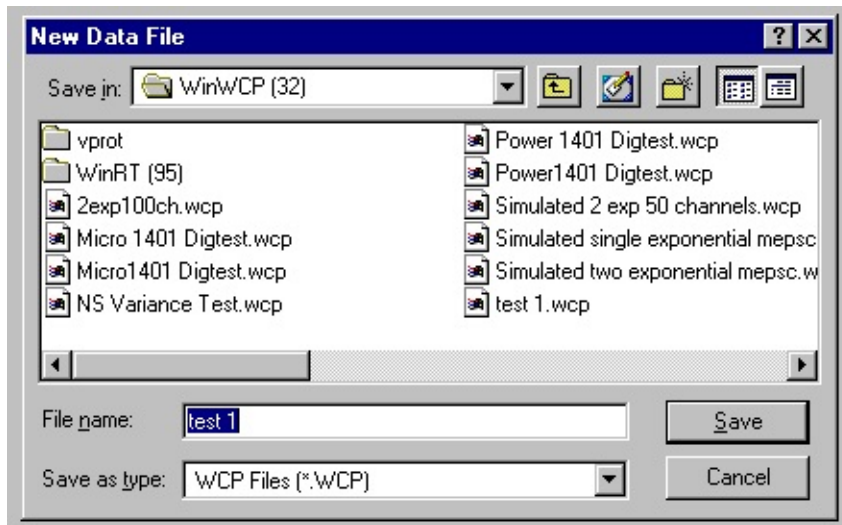 New Data File
Save in: WinWCP (32)
vprot
WinRT (95)
2exp100ch.wcp
Micro 1401 Digtest.wcp
Micro1401 Digtest.wcp
NS Variance Test.wcp
Power 1401 Digtest.wcp
Power1401 Digtest.wcp
Simulated 2 exp 50 channels.wcp
Simulated single exponential mepsc
Simulated two exponential mepsc.w
test 1.wcp
File name: test 1
Save
Save as type: WCP Files (*.WCP)
Cancel